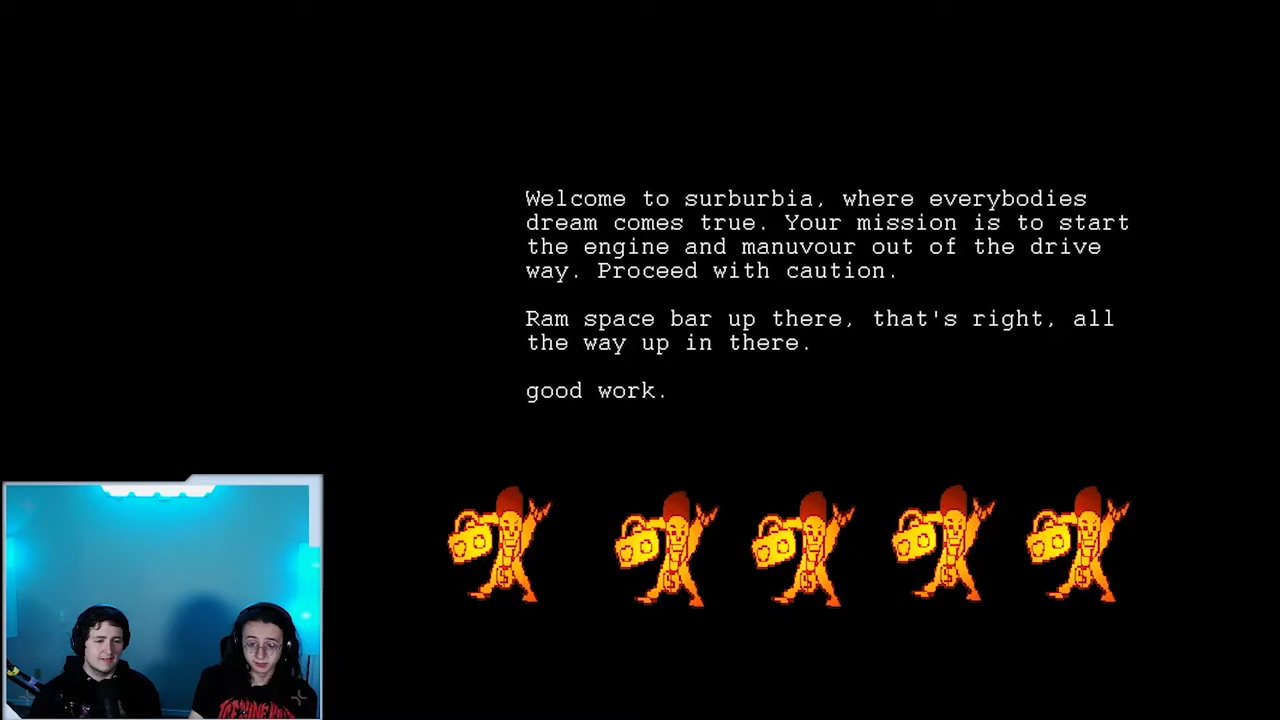 Welcome to surburbia, where everybodies
dream comes true. Your mission is to start
the engine and manuvour out of the drive
way. Proceed with caution.
Ram space bar up there, that's right, all
the way up in there.
good work.